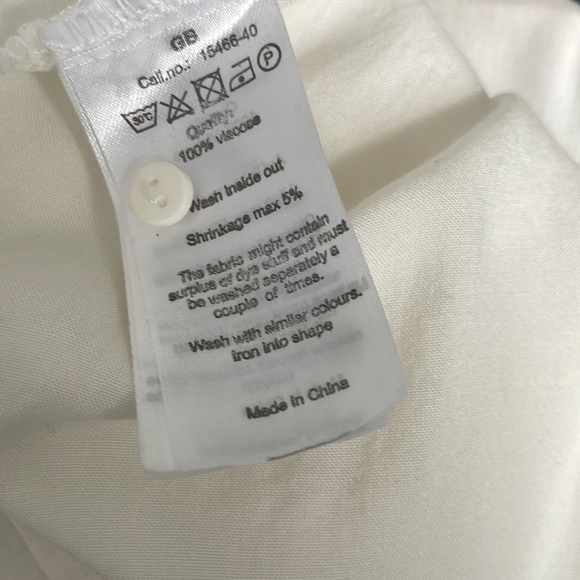 GB
Call.no.: 15466-40
30°C P
Quality:
100% viscose
Wash inside out
Shrinkage max 5%
The fabric might contain
surplus of dye stuff and must
be washed separately a
couple of times.
Wash with similar colours.
Iron into shape
Made in China